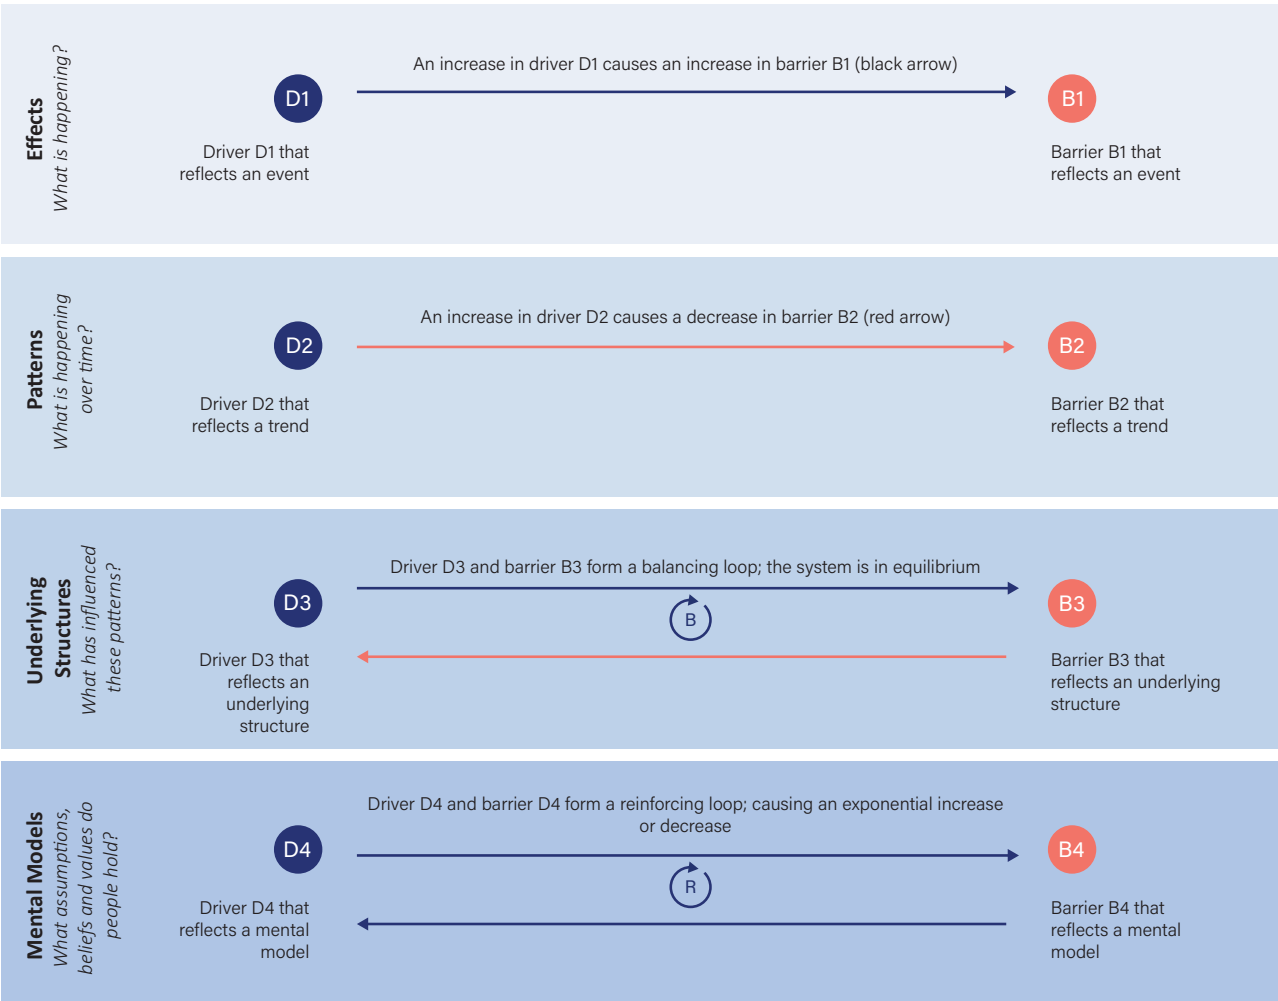 Effects
What is happening?
An increase in driver D1 causes an increase in barrier B1 (black arrow)
D1
B1
Driver D1 that
reflects an event
Barrier B1 that
reflects an event
Patterns
What is happening
over time?
An increase in driver D2 causes a decrease in barrier B2 (red arrow)
D2
B2
Driver D2 that
reflects a trend
Barrier B2 that
reflects a trend
Underlying
Structures
What has influenced
these patterns?
Driver D3 and barrier B3 form a balancing loop; the system is in equilibrium
D3
B
B3
Driver D3 that
reflects an
underlying
structure
Barrier B3 that
reflects an underlying
structure
Mental Models
What assumptions,
beliefs and values do
people hold?
Driver D4 and barrier D4 form a reinforcing loop; causing an exponential increase
or decrease
D4
R
B4
Driver D4 that
reflects a mental
model
Barrier B4 that
reflects a mental
model